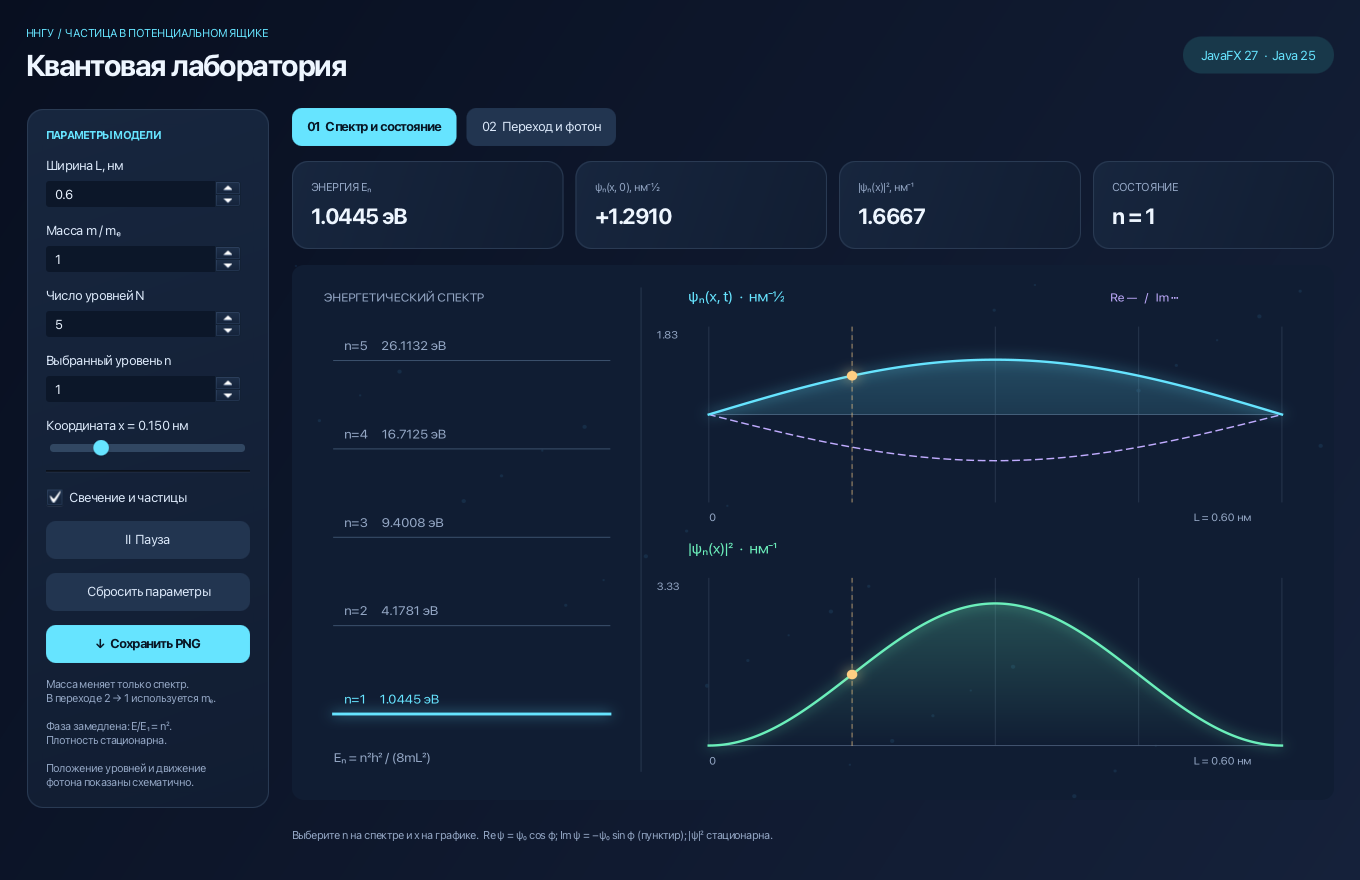 ННГУ / ЧАСТИЦА В ПОТЕНЦИАЛЬНОМ ЯЩИКЕ
Квантовая лаборатория
JavaFX 27 · Java 25
ПАРАМЕТРЫ МОДЕЛИ
Ширина L, нм
0.6
Масса m / mₑ
1
Число уровней N
5
Выбранный уровень n
1
Координата x = 0.150 нм
Свечение и частицы
II Пауза
Сбросить параметры
↓ Сохранить PNG
Масса меняет только спектр.
В переходе 2 → 1 используется mₑ.
Фаза замедлена: E/E₁ = n².
Плотность стационарна.
Положение уровней и движение
фотона показаны схематично.
01 Спектр и состояние
02 Переход и фотон
ЭНЕРГИЯ Eₙ
1.0445 эВ
ψₙ(x, 0), нм⁻½
+1.2910
|ψₙ(x)|², нм⁻¹
1.6667
СОСТОЯНИЕ
n = 1
ЭНЕРГЕТИЧЕСКИЙ СПЕКТР
n=5 26.1132 эВ
n=4 16.7125 эВ
n=3 9.4008 эВ
n=2 4.1781 эВ
n=1 1.0445 эВ
Eₙ = n²h² / (8mL²)
ψₙ(x, t) · нм⁻½
Re — / Im ┄
1.83
0
L = 0.60 нм
|ψₙ(x)|² · нм⁻¹
3.33
0
L = 0.60 нм
Выберите n на спектре и x на графике. Re ψ = ψ₀ cos φ; Im ψ = −ψ₀ sin φ (пунктир); |ψ|² стационарна.